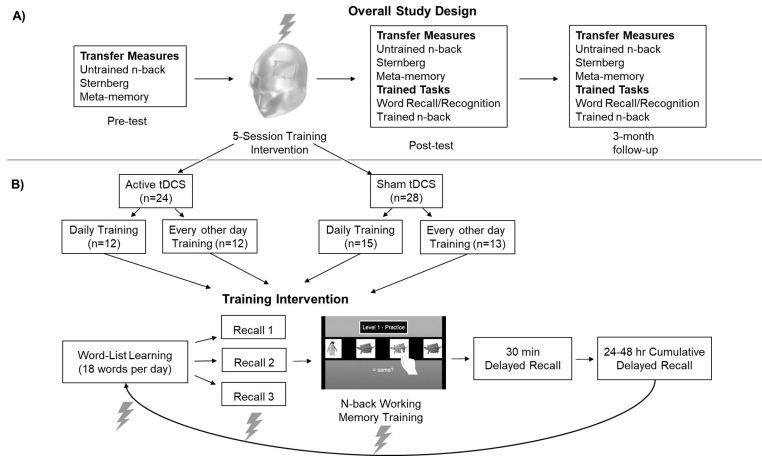 A)
Overall Study Design
Transfer Measures
Untrained n-back
Sternberg
Meta-memory
Pre-test
5-Session Training
Intervention
Transfer Measures
Untrained n-back
Sternberg
Meta-memory
Trained Tasks
Word Recall/Recognition
Trained n-back
Post-test
Transfer Measures
Untrained n-back
Sternberg
Meta-memory
Trained Tasks
Word Recall/Recognition
Trained n-back
3-month
follow-up
B)
Active tDCS
(n=24)
Sham tDCS
(n=28)
Daily Training
(n=12)
Every other day
Training (n=12)
Daily Training
(n=15)
Every other day
Training (n=13)
Training Intervention
Word-List Learning
(18 words per day)
Recall 1
Recall 2
Recall 3
Level 1 - Practice
= same?
N-back Working
Memory Training
30 min
Delayed Recall
24-48 hr Cumulative
Delayed Recall